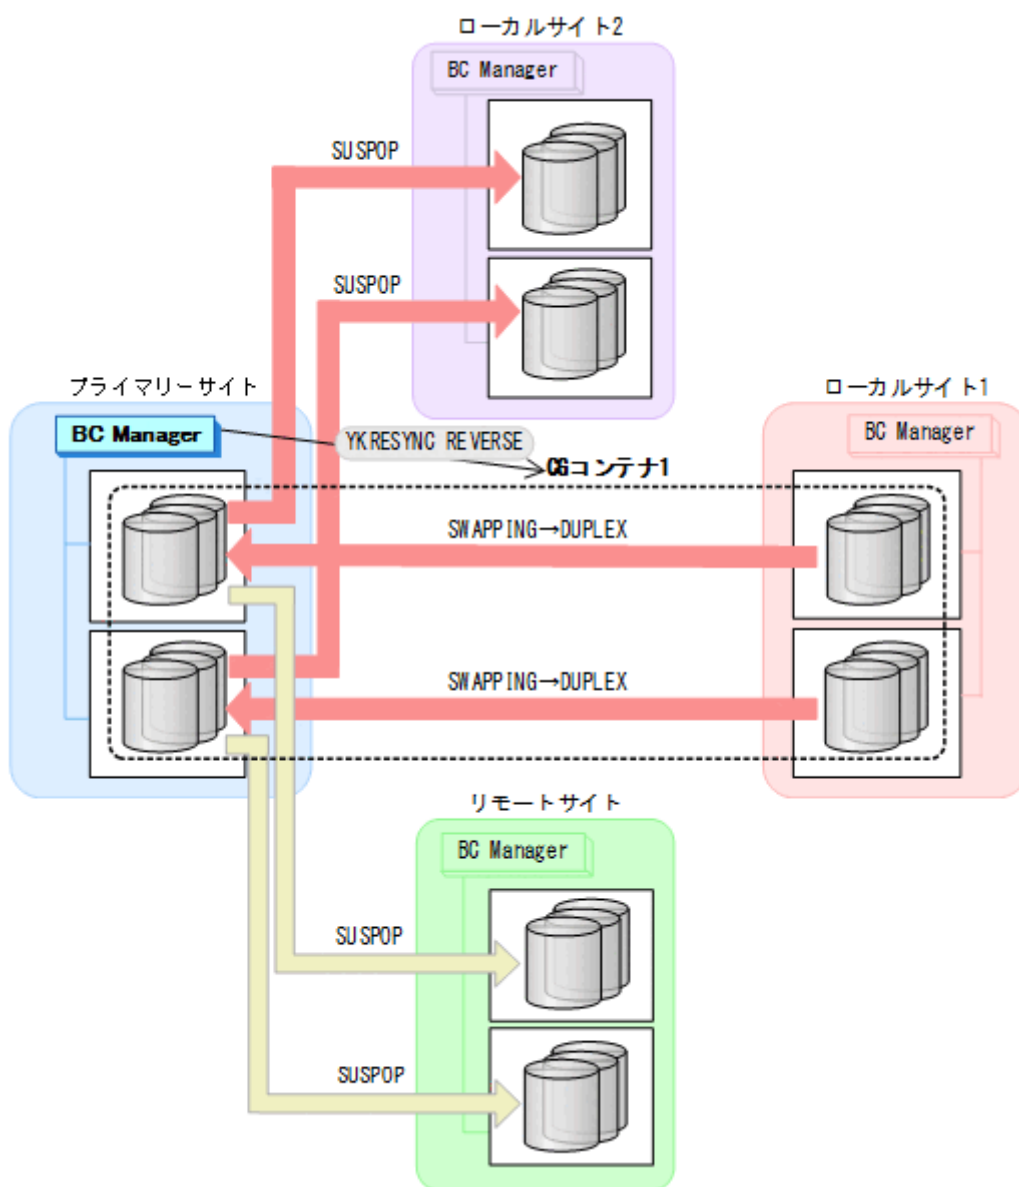 ローカルサイト2
BC Manager
SUSPOP
SUSPOP
プライマリーサイト
ローカルサイト1
BC Manager
BC Manager
YKRESYNC REVERSE
CGコンテナ1
SWAPPING→DUPLEX
SWAPPING→DUPLEX
リモートサイト
BC Manager
SUSPOP
SUSPOP